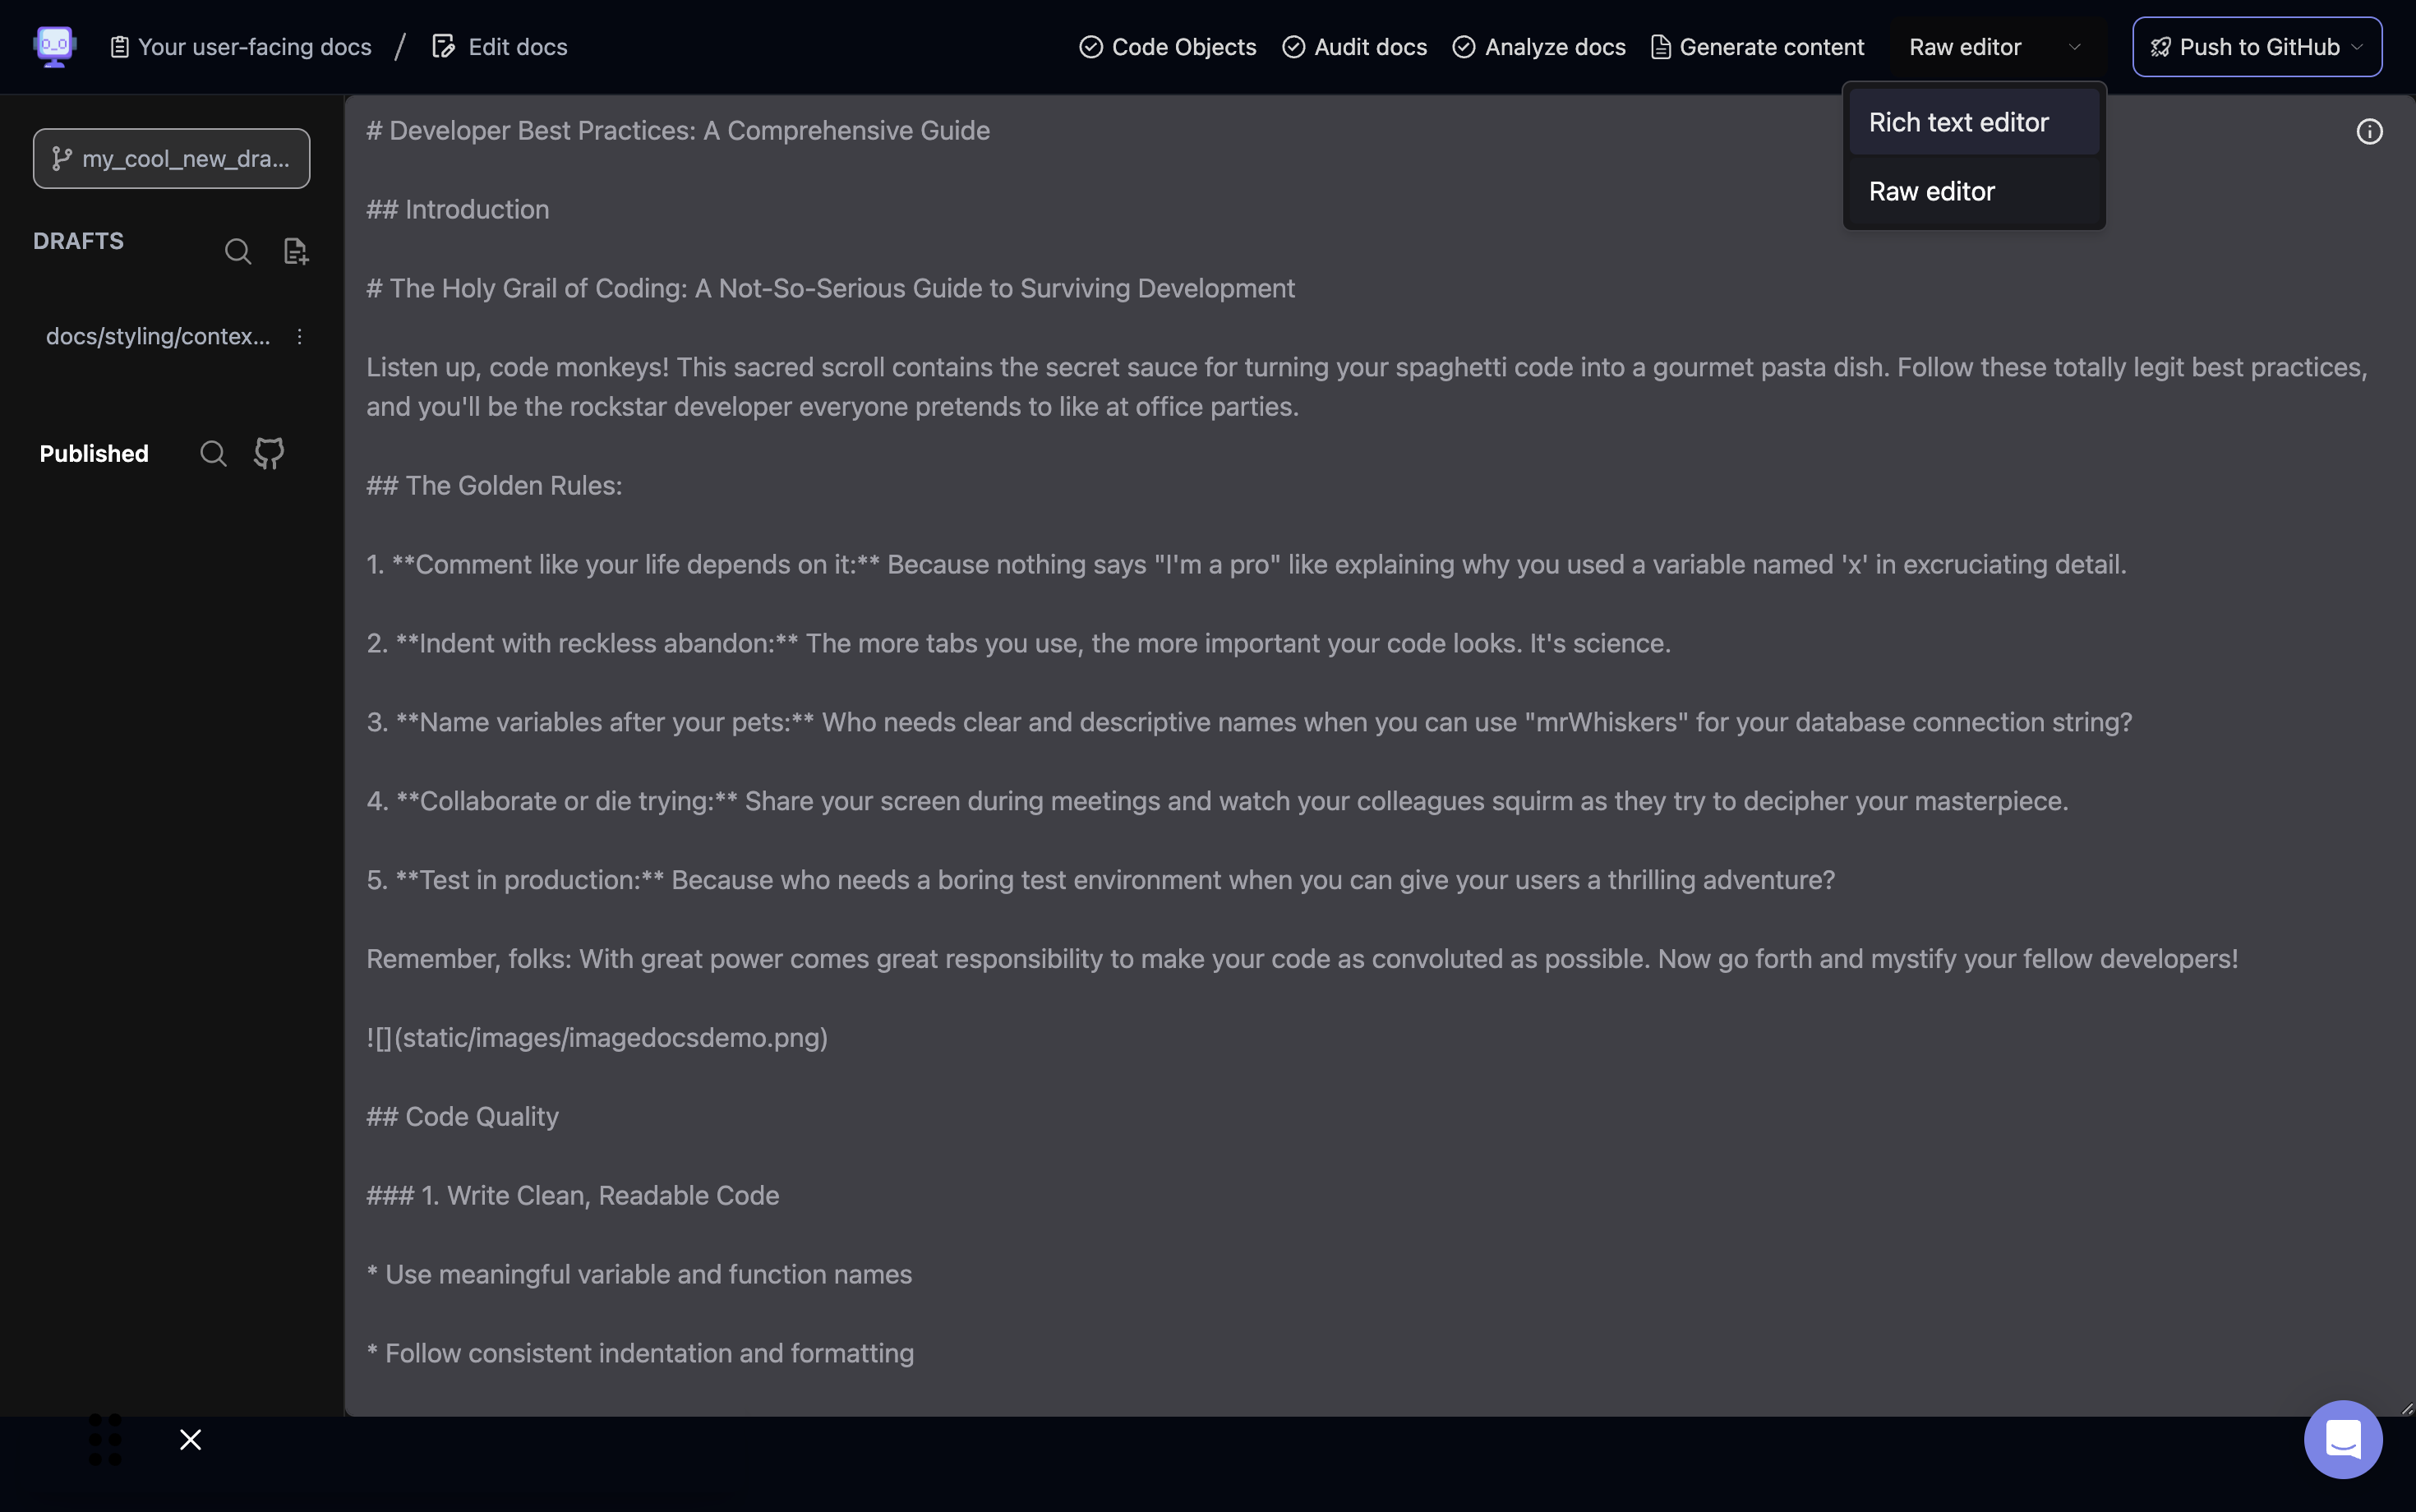 Your user-facing docs / Edit docs
Code Objects Audit docs Analyze docs Generate content Raw editor Push to GitHub
Rich text editor
Raw editor
my_cool_new_dra...
DRAFTS
docs/styling/contex...
Published
# Developer Best Practices: A Comprehensive Guide
## Introduction
# The Holy Grail of Coding: A Not-So-Serious Guide to Surviving Development
Listen up, code monkeys! This sacred scroll contains the secret sauce for turning your spaghetti code into a gourmet pasta dish. Follow these totally legit best practices,
and you'll be the rockstar developer everyone pretends to like at office parties.
## The Golden Rules:
1. **Comment like your life depends on it:** Because nothing says "I'm a pro" like explaining why you used a variable named 'x' in excruciating detail.
2. **Indent with reckless abandon:** The more tabs you use, the more important your code looks. It's science.
3. **Name variables after your pets:** Who needs clear and descriptive names when you can use "mrWhiskers" for your database connection string?
4. **Collaborate or die trying:** Share your screen during meetings and watch your colleagues squirm as they try to decipher your masterpiece.
5. **Test in production:** Because who needs a boring test environment when you can give your users a thrilling adventure?
Remember, folks: With great power comes great responsibility to make your code as convoluted as possible. Now go forth and mystify your fellow developers!
![](static/images/imagedocsdemo.png)
## Code Quality
### 1. Write Clean, Readable Code
* Use meaningful variable and function names
* Follow consistent indentation and formatting